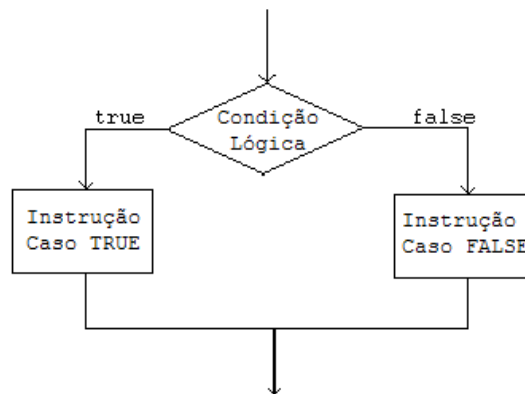 Condição
Lógica
true
false
Instrução
Caso TRUE
Instrução
Caso FALSE